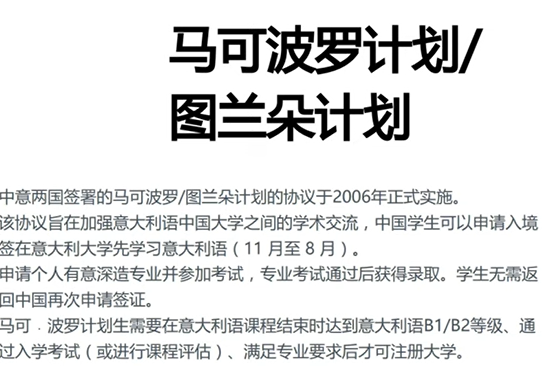 马可波罗计划/
图兰朵计划
中意两国签署的马可波罗/图兰朵计划的协议于2006年正式实施。
该协议旨在加强意大利语中国大学之间的学术交流，中国学生可以申请入境
签在意大利大学先学习意大利语（11 月至 8 月）。
申请个人有意深造专业并参加考试，专业考试通过后获得录取。学生无需返
回中国再次申请签证。
马可．波罗计划生需要在意大利语课程结束时达到意大利语B1/B2等级、通
过入学考试（或进行课程评估）、满足专业要求后才可注册大学。